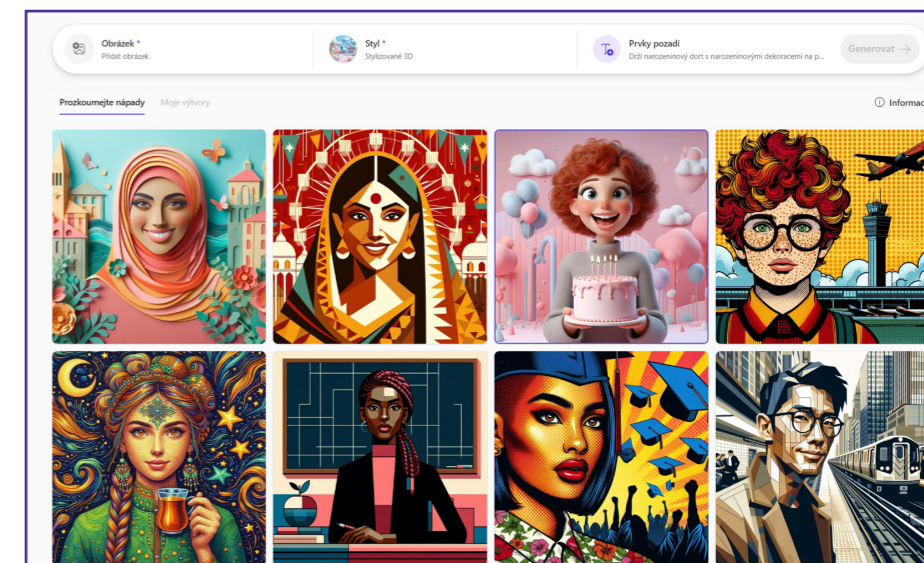 Obrázek *
Přidat obrázek
Styl *
Stylizované 3D
Prvky pozadí
Drží narozeninový dort s narozeninovými dekoracemi na p...
Generovat →
Prozkoumejte nápady
Moje výtvory
Informac